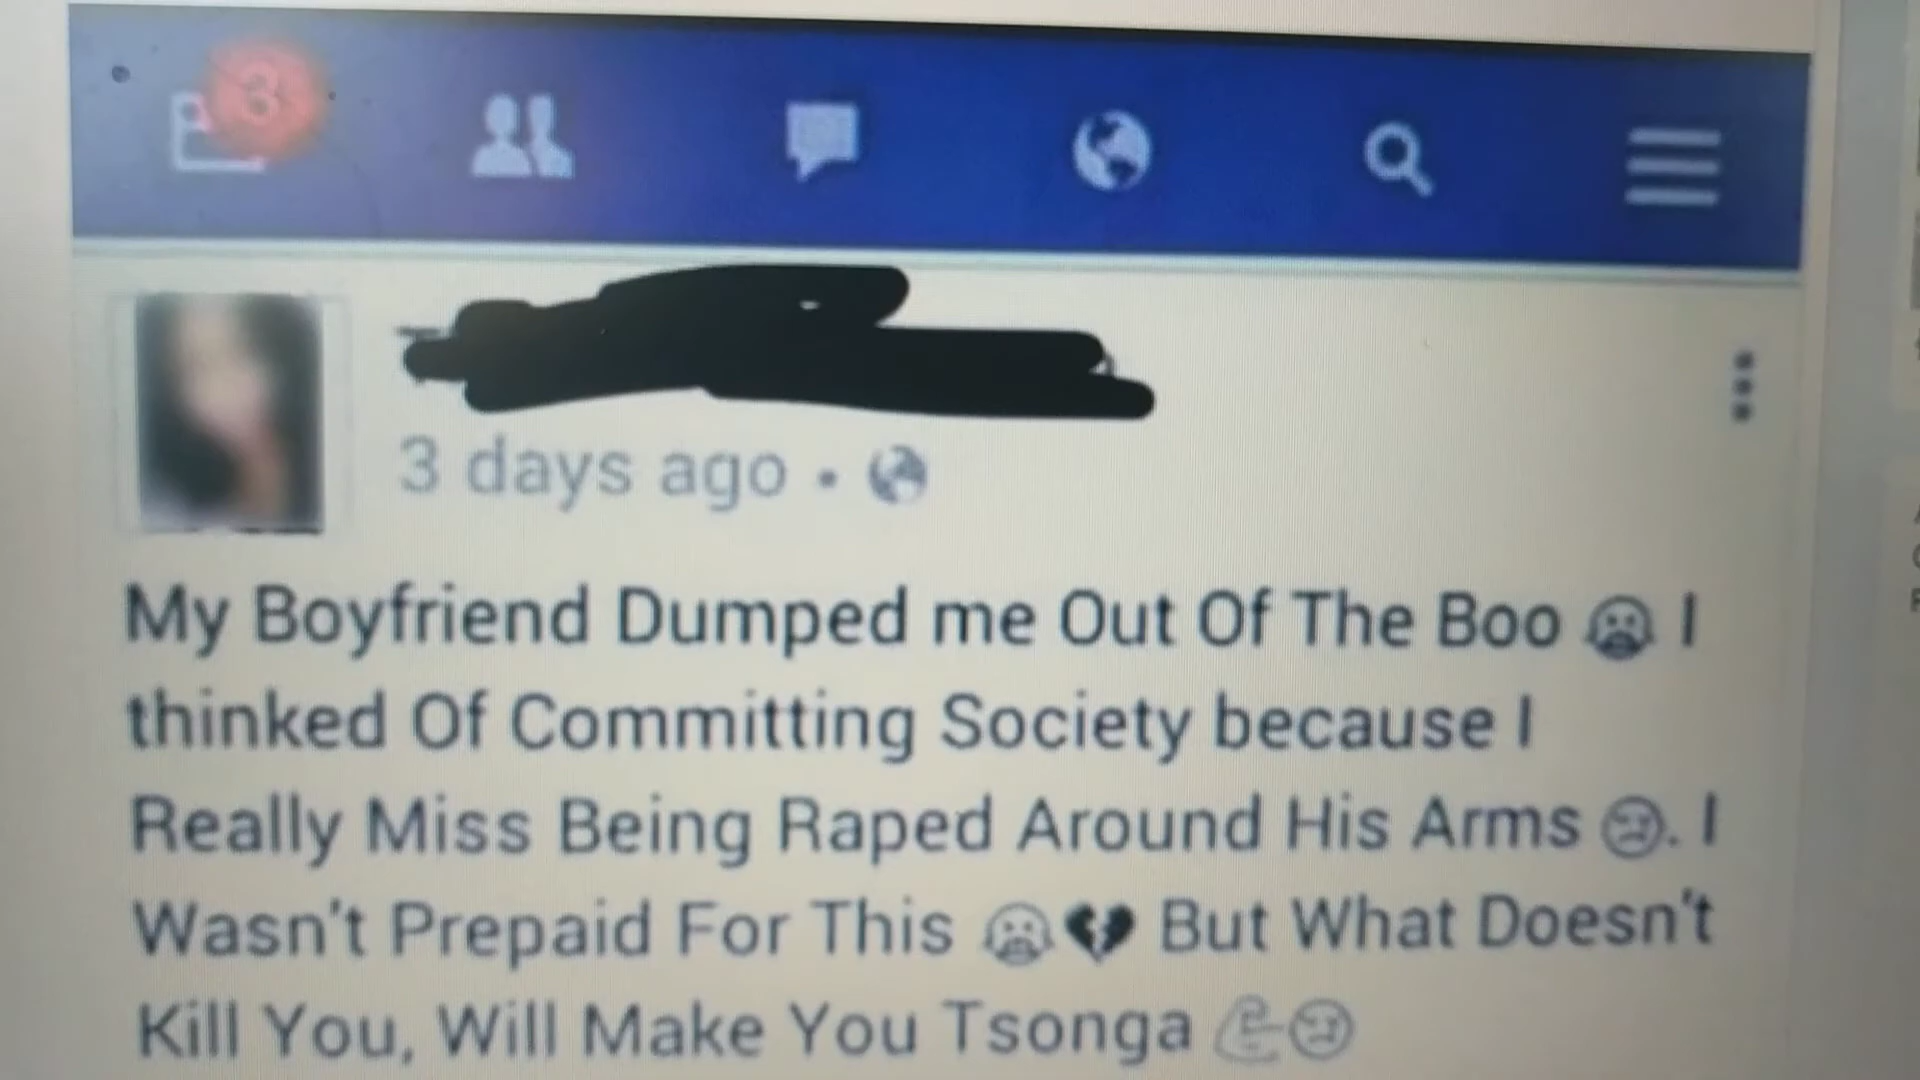 3
3 days ago ·
My Boyfriend Dumped me Out Of The Boo 😭 I
thinked Of Committing Society because I
Really Miss Being Raped Around His Arms 😢. I
Wasn't Prepaid For This 😭💔 But What Doesn't
Kill You, Will Make You Tsonga 💪😢